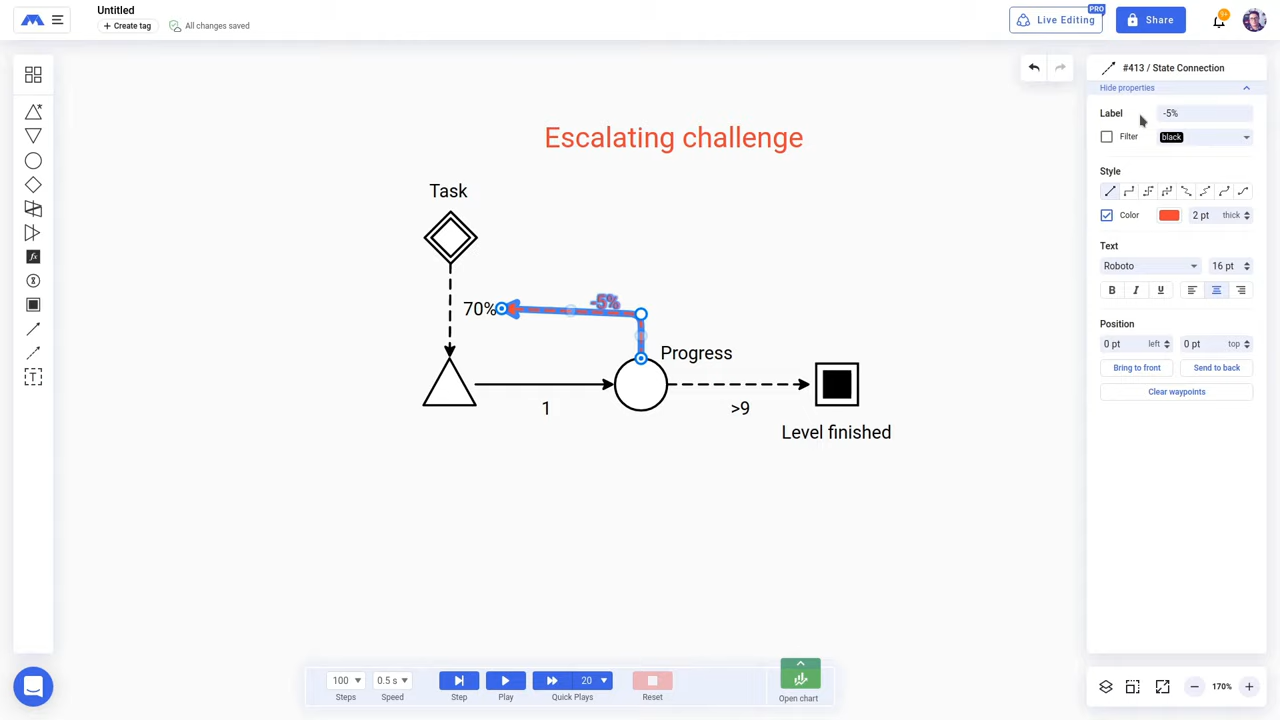 Untitled
Create tag
All changes saved
Live Editing
PRO
Share
9+
#413 / State Connection
Hide properties
Label
-5%
Filter
black
Style
Color
2 pt
thick
Text
Roboto
16 pt
B
I
U
Position
0 pt
left
0 pt
top
Bring to front
Send to back
Clear waypoints
Escalating challenge
Task
70%
-5%
Progress
1
>9
Level finished
fx
T
100
Steps
0.5 s
Speed
Step
Play
20
Quick Plays
Reset
Open chart
170%